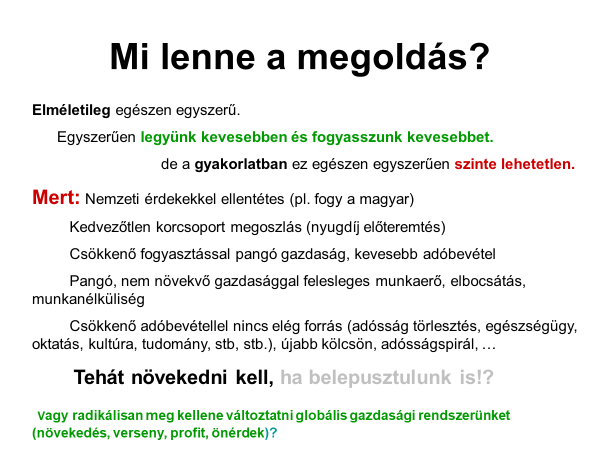 Mi lenne a megoldás?
Elméletileg egészen egyszerű.
Egyszerűen legyünk kevesebben és fogyasszunk kevesebbet.
de a gyakorlatban ez egészen egyszerűen szinte lehetetlen.
Mert: Nemzeti érdekekkel ellentétes (pl. fogy a magyar)
Kedvezőtlen korcsoport megoszlás (nyugdíj előteremtés)
Csökkenő fogyasztással pangó gazdaság, kevesebb adóbevétel
Pangó, nem növekvő gazdasággal felesleges munkaerő, elbocsátás,
munkanélküliség
Csökkenő adóbevétellel nincs elég forrás (adósság törlesztés, egészségügy,
oktatás, kultúra, tudomány, stb, stb.), újabb kölcsön, adósságspirál, …
Tehát növekedni kell, ha belepusztulunk is!?
vagy radikálisan meg kellene változtatni globális gazdasági rendszerünket
(növekedés, verseny, profit, önérdek)?